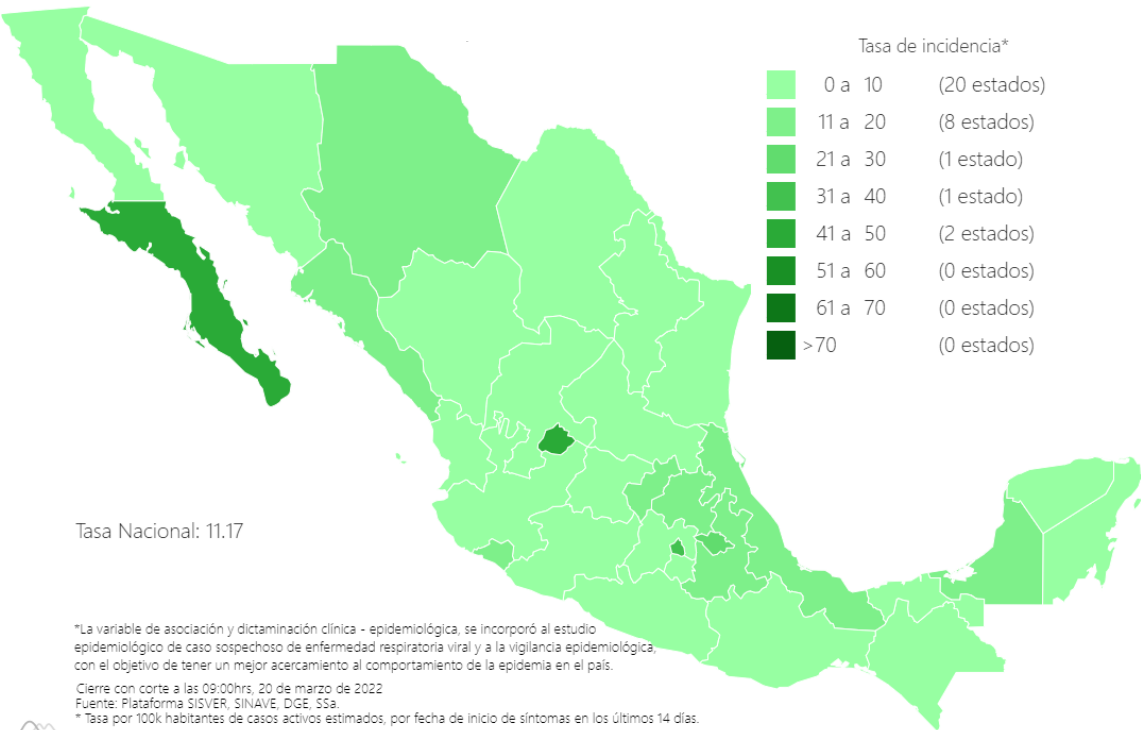 Tasa de incidencia*
0 a 10 (20 estados)
11 a 20 (8 estados)
21 a 30 (1 estado)
31 a 40 (1 estado)
41 a 50 (2 estados)
51 a 60 (0 estados)
61 a 70 (0 estados)
>70 (0 estados)
Tasa Nacional: 11.17
*La variable de asociación y dictaminación clínica - epidemiológica, se incorporó al estudio
epidemiológico de caso sospechoso de enfermedad respiratoria viral y a la vigilancia epidemiológica,
con el objetivo de tener un mejor acercamiento al comportamiento de la epidemia en el país.
Cierre con corte a las 09:00hrs, 20 de marzo de 2022
Fuente: Plataforma SISVER, SINAVE, DGE, SSa.
* Tasa por 100k habitantes de casos activos estimados, por fecha de inicio de síntomas en los últimos 14 días.